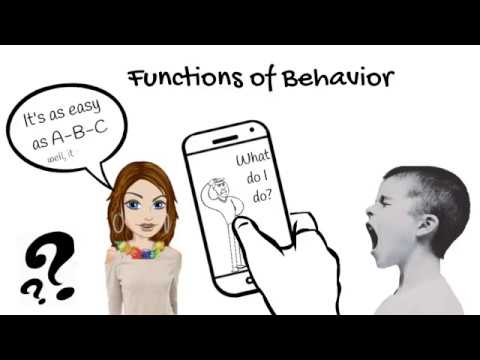 Functions of Behavior
It's as easy
as A-B-C
well, it
What
do I
do?
???